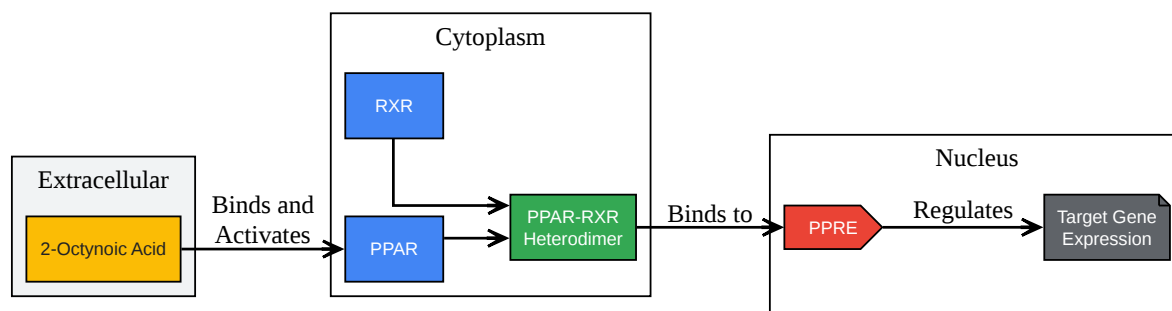 Extracellular
2-Octynoic Acid
Binds and
Activates
Cytoplasm
RXR
PPAR
PPAR-RXR
Heterodimer
Binds to
Nucleus
PPRE
Regulates
Target Gene
Expression